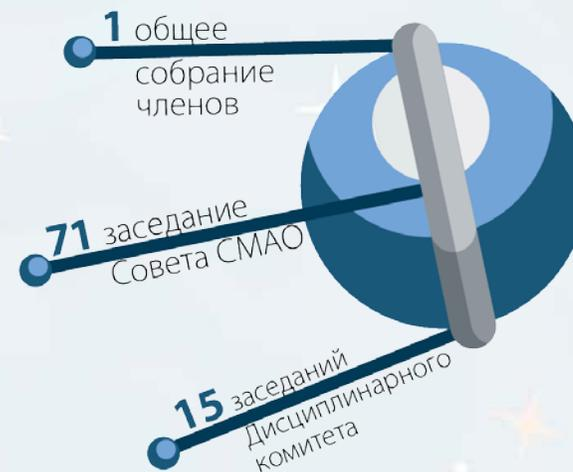 1 общее
собрание
членов
71 заседание
Совета СМАО
15 заседаний
Дисциплинарного
комитета